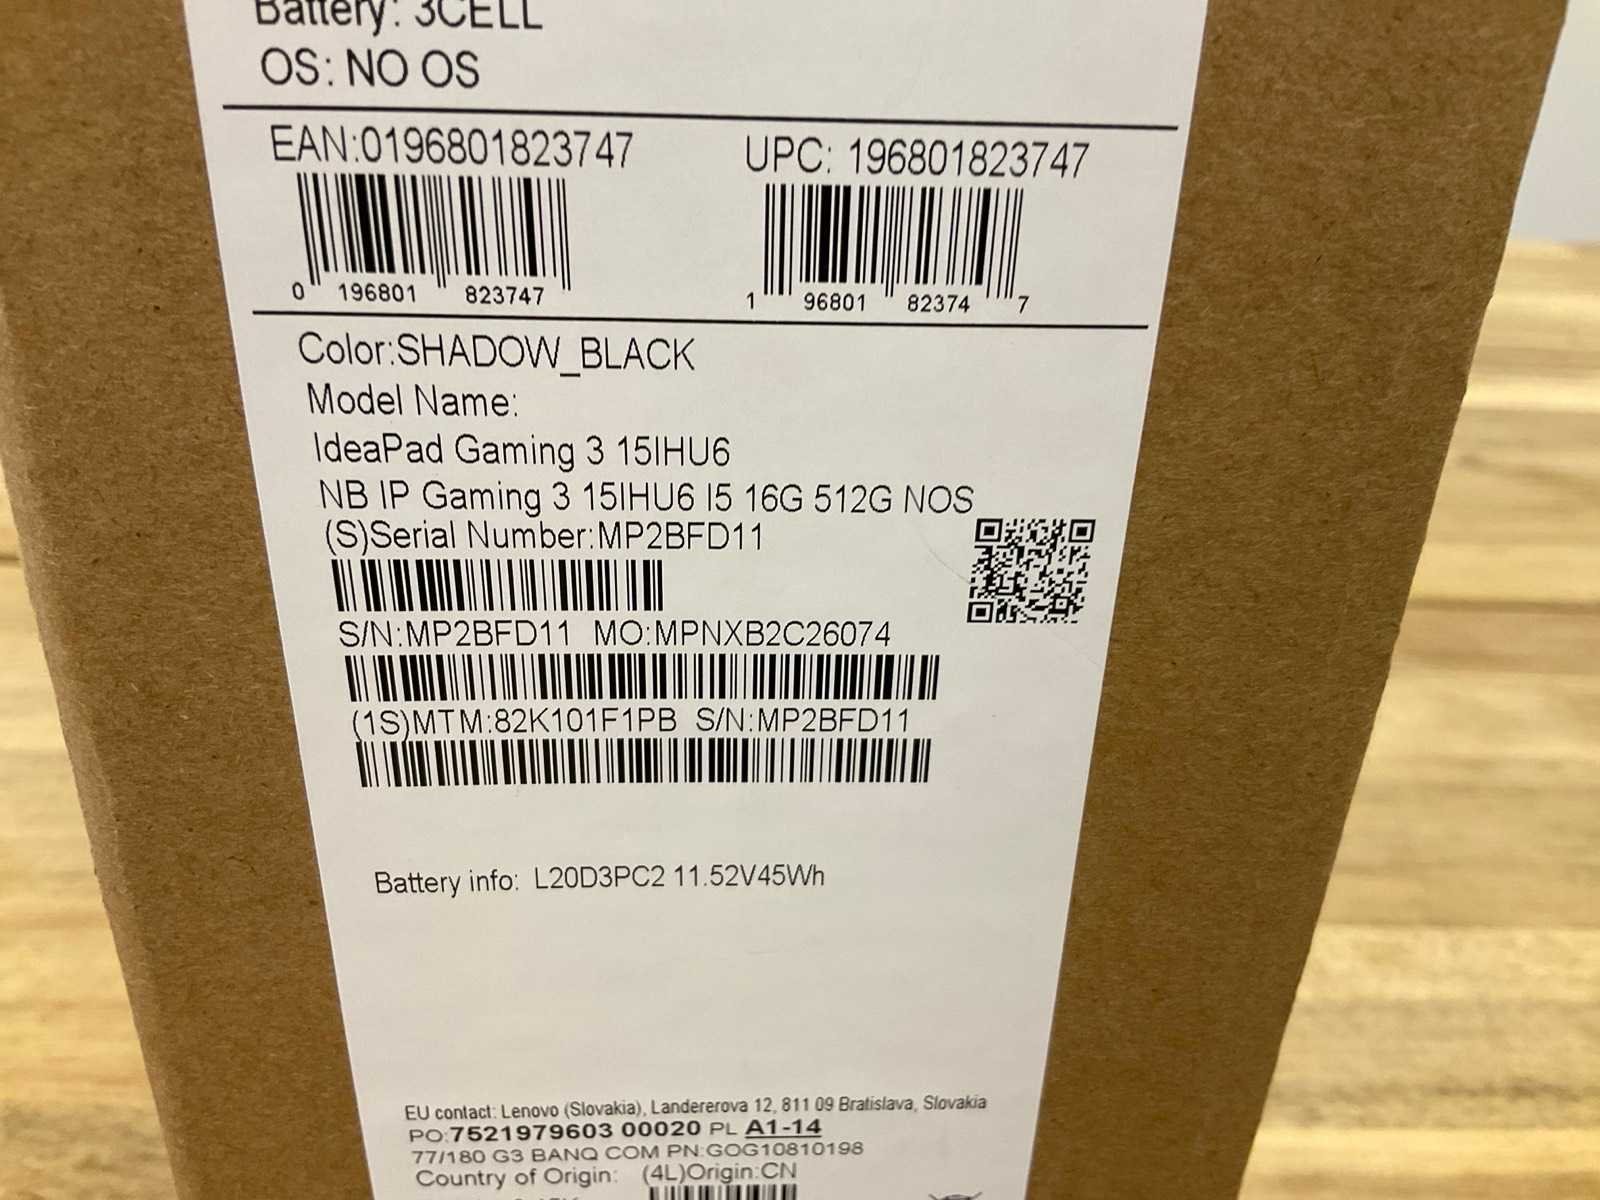 Battery: 3CELL
OS: NO OS
EAN:0196801823747
UPC: 196801823747
0 196801 823747
1 96801 82374 7
Color:SHADOW_BLACK
Model Name:
IdeaPad Gaming 3 15IHU6
NB IP Gaming 3 15IHU6 I5 16G 512G NOS
(S)Serial Number:MP2BFD11
S/N:MP2BFD11 MO:MPNXB2C26074
(1S)MTM:82K101F1PB S/N:MP2BFD11
Battery info: L20D3PC2 11.52V45Wh
EU contact: Lenovo (Slovakia), Landererova 12, 811 09 Bratislava, Slovakia
PO:7521979603 00020 PL A1-14
77/180 G3 BANQ COM PN:GOG10810198
Country of Origin: (4L)Origin:CN